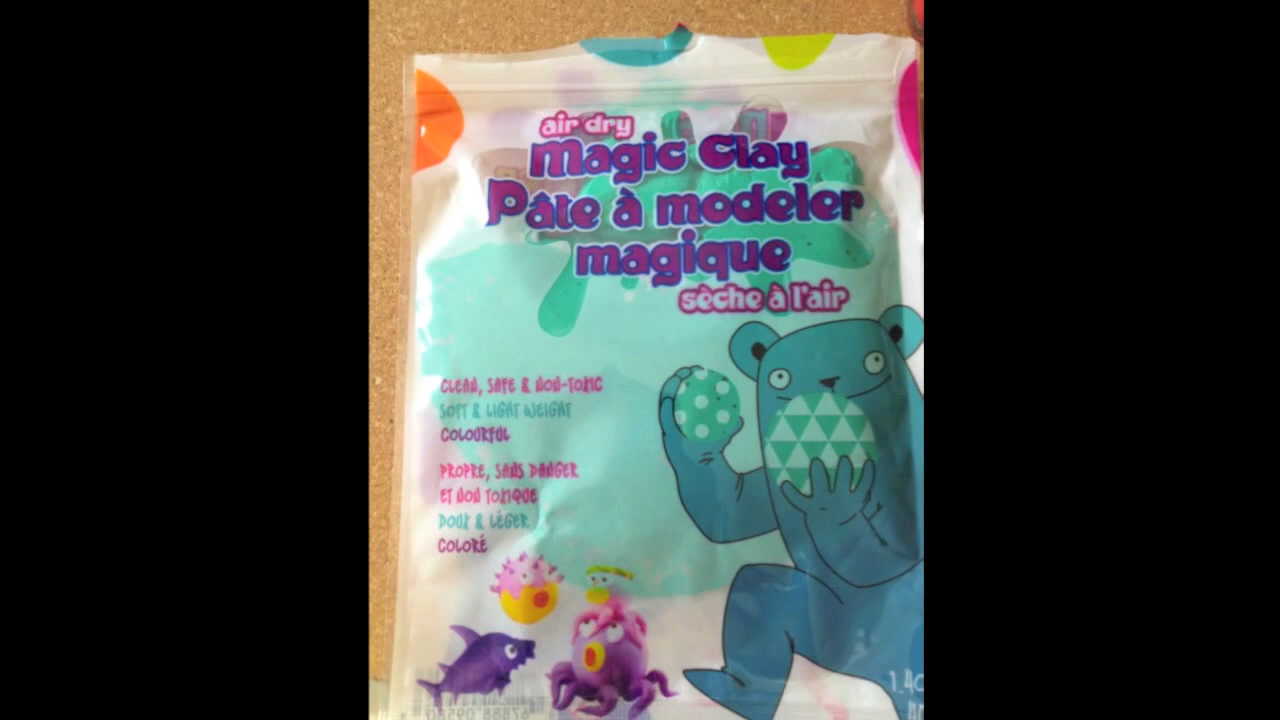 air dry
Magic Clay
Pâte à modeler
magique
sèche à l'air
CLEAN, SAFE & NON-TOXIC
SOFT & LIGHT WEIGHT
COLOURFUL
PROPRE, SANS DANGER
ET NON TOXIQUE
DOUX & LÉGER
COLORÉ